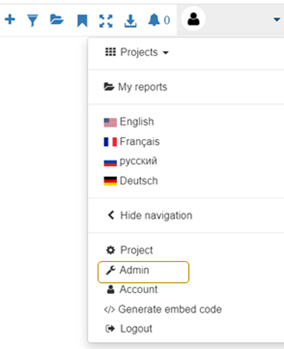 0
Projects
My reports
English
Français
русский
Deutsch
Hide navigation
Project
Admin
Account
</> Generate embed code
Logout